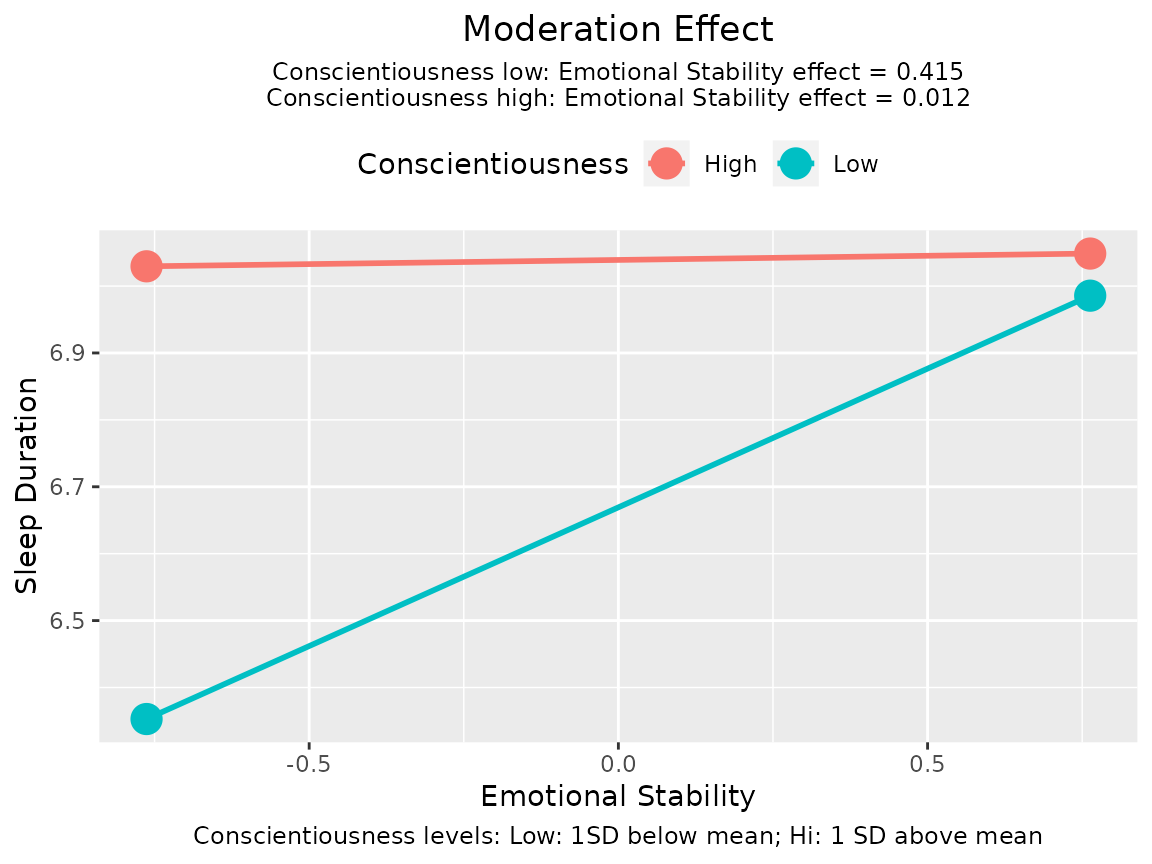 Moderation Effect
Conscientiousness low: Emotional Stability effect = 0.415
Conscientiousness high: Emotional Stability effect = 0.012
Conscientiousness High Low
6.9
6.7
6.5
Sleep Duration
-0.5 0.0 0.5
Emotional Stability
Conscientiousness levels: Low: 1SD below mean; Hi: 1 SD above mean